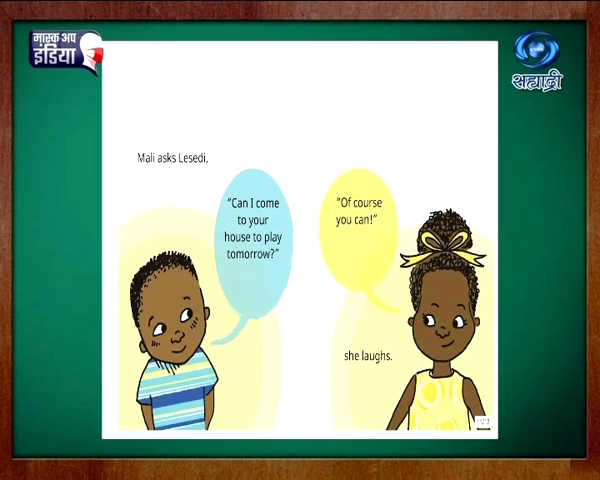 मास्क अप
इंडिया
सह्याद्री
Mali asks Lesedi,
"Can I come
to your
house to play
tomorrow?"
"Of course
you can!"
she laughs.